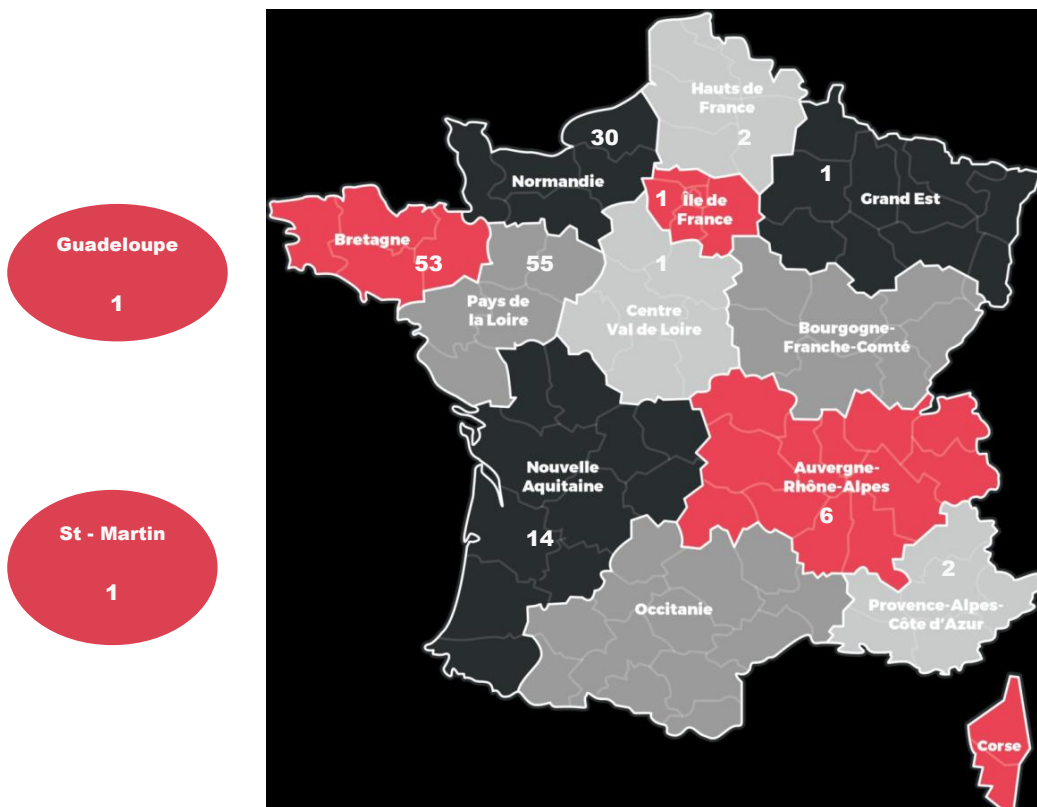 Guadeloupe
1
St - Martin
1
Hauts de
France
2
30
Normandie
1
Grand Est
1
Île de
France
Bretagne
53
55
Pays de
la Loire
1
Centre
Val de Loire
Bourgogne-
Franche-Comté
Nouvelle
Aquitaine
14
Auvergne-
Rhône-Alpes
6
Occitanie
2
Provence-Alpes-
Côte d'Azur
Corse